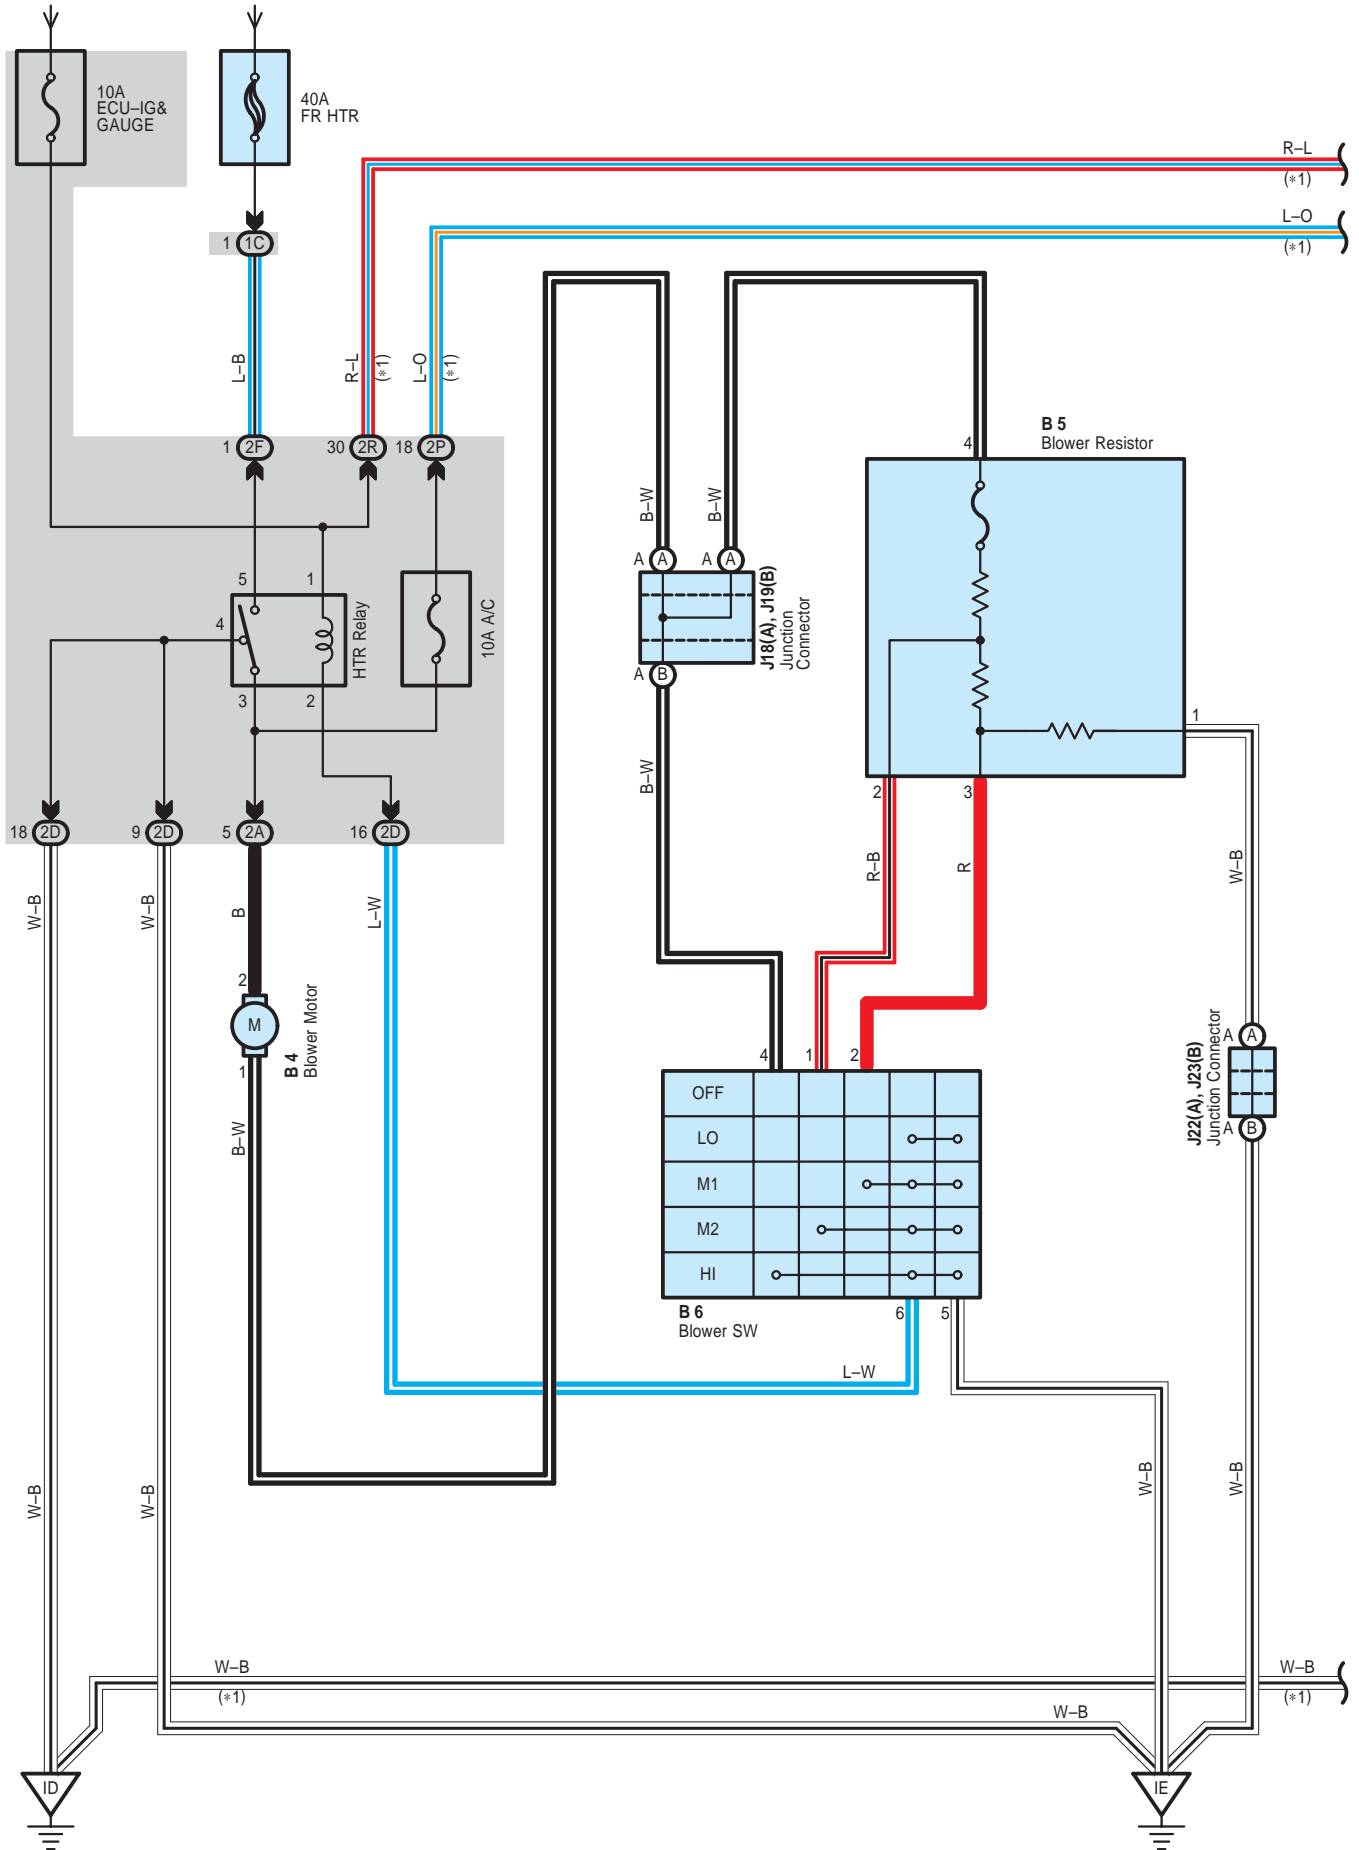 10A
ECU–IG&
GAUGE
40A
FR HTR
R–L
(*1)
L–O
(*1)
1 1C
L–B
R–L
(*1)
L–O
(*1)
B 5
Blower Resistor
1 2F
30 2R
18 2P
4
B–W
B–W
A A
A A
J18(A), J19(B)
Junction
Connector
A B
5
1
4
3
2
HTR Relay
10A A/C
1
2
3
B–W
18 2D
9 2D
5 2A
16 2D
W–B
W–B
B
L–W
R–B
R
W–B
2
M
1
B 4
Blower Motor
B–W
4
1
2
A A
J22(A), J23(B)
Junction Connector
A B
OFF
LO
M1
M2
HI
B 6
Blower SW
6
5
L–W
W–B
W–B
W–B
W–B
W–B
(*1)
W–B
(*1)
W–B
ID
IE